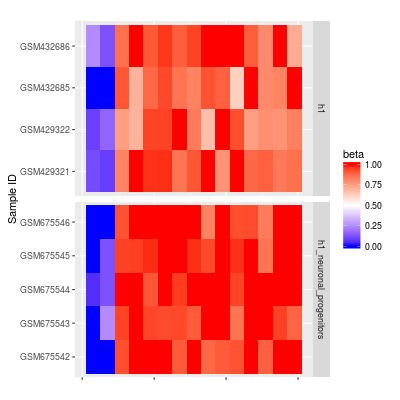 GSM432686
GSM432685
GSM429322
GSM429321
h1
GSM675546
GSM675545
GSM675544
GSM675543
GSM675542
h1_neuronal_progenitors
Sample ID
beta
1.00
0.75
0.50
0.25
0.00